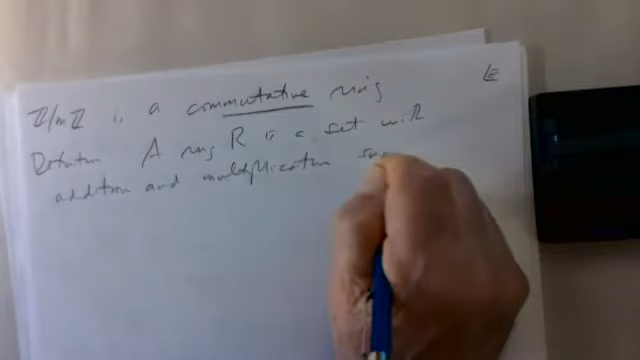 ℤ/mℤ is a commutative ring
Definition A ring R is a set with
addition and multiplication